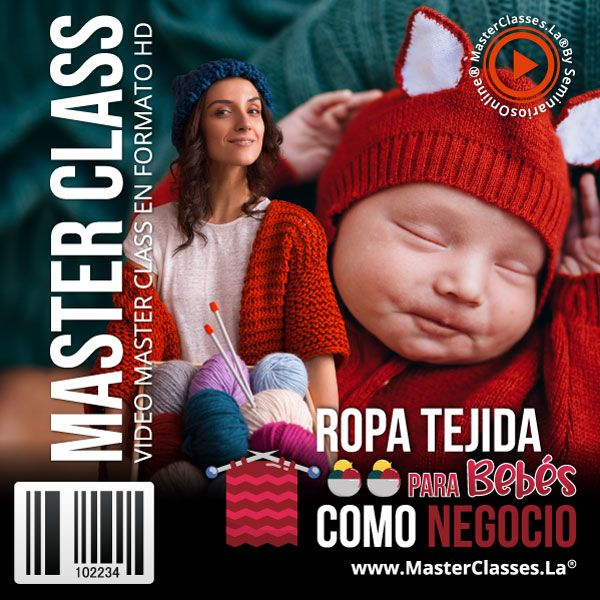 MASTER CLASS
VIDEO MASTER CLASS EN FORMATO HD
MasterClasses.La®By SeminariosOnline®
ROPA TEJIDA
PARA Bebés
COMO NEGOCIO
www.MasterClasses.La®
102234